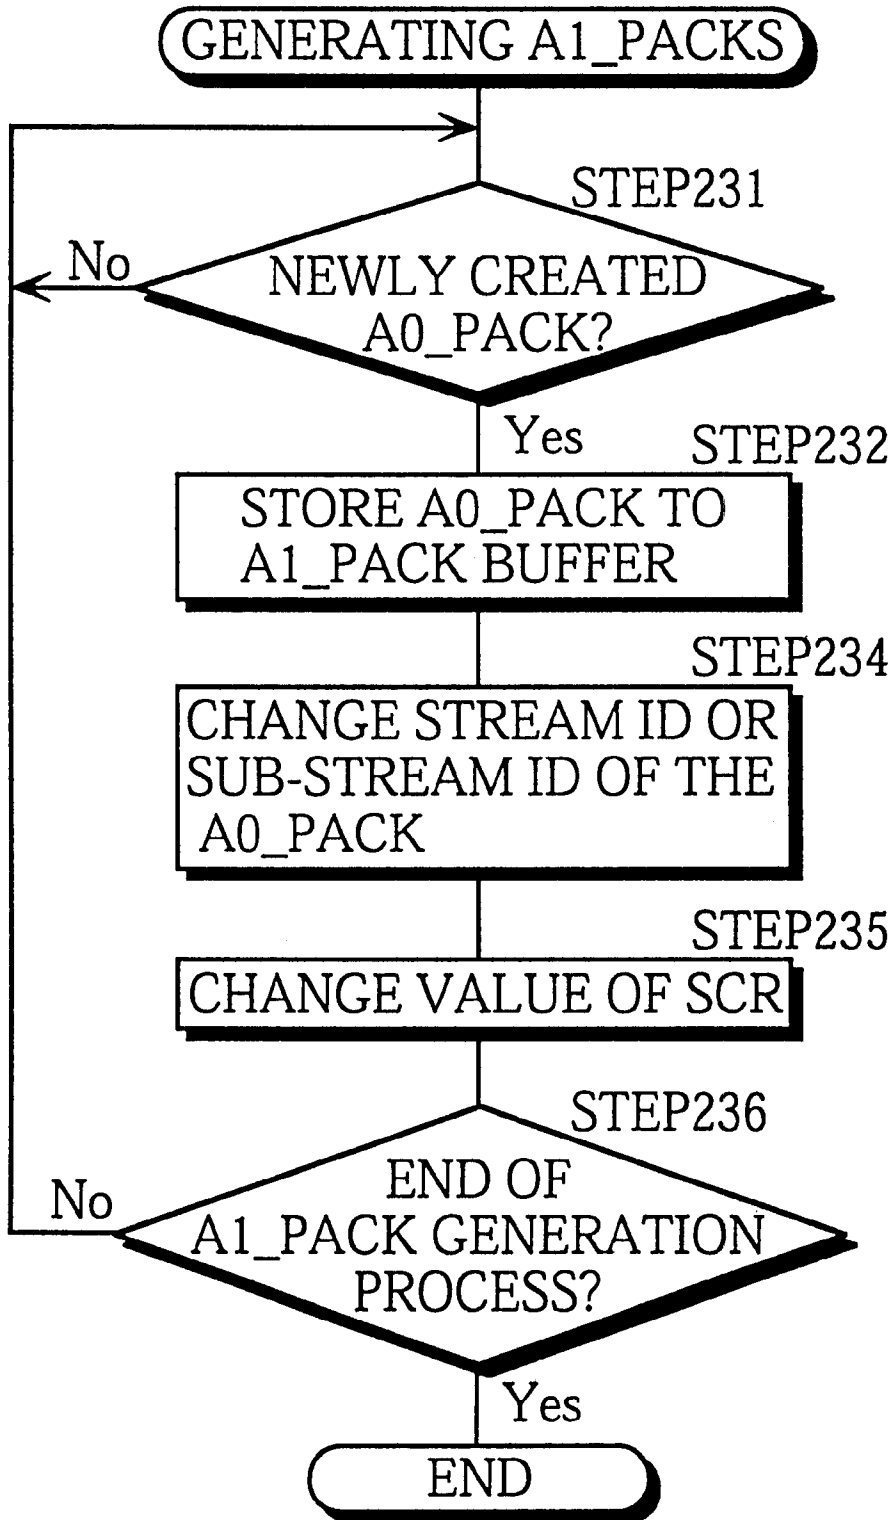 GENERATING A1_PACKS
STEP231
No
NEWLY CREATED
A0_PACK?
Yes
STEP232
STORE A0_PACK TO
A1_PACK BUFFER
STEP234
CHANGE STREAM ID OR
SUB-STREAM ID OF THE
A0_PACK
STEP235
CHANGE VALUE OF SCR
STEP236
No
END OF
A1_PACK GENERATION
PROCESS?
Yes
END